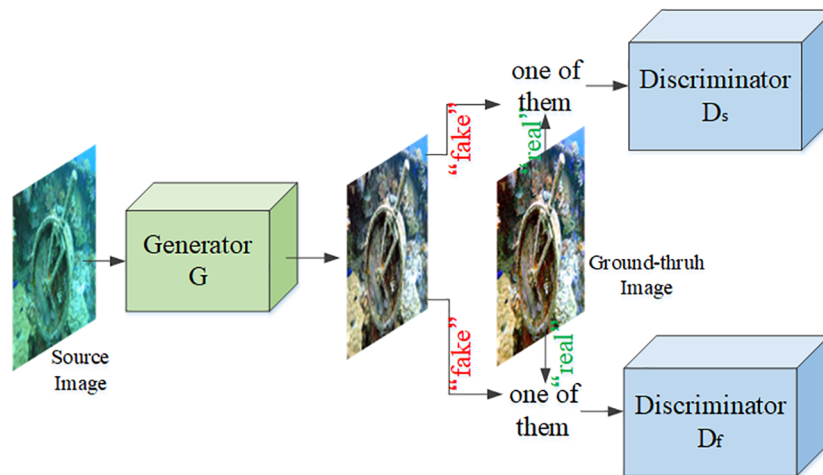 Source
Image
Generator
G
"fake"
"fake"
one of
them
"real"
Ground-thruh
Image
"real"
one of
them
Discriminator
Ds
Discriminator
Df